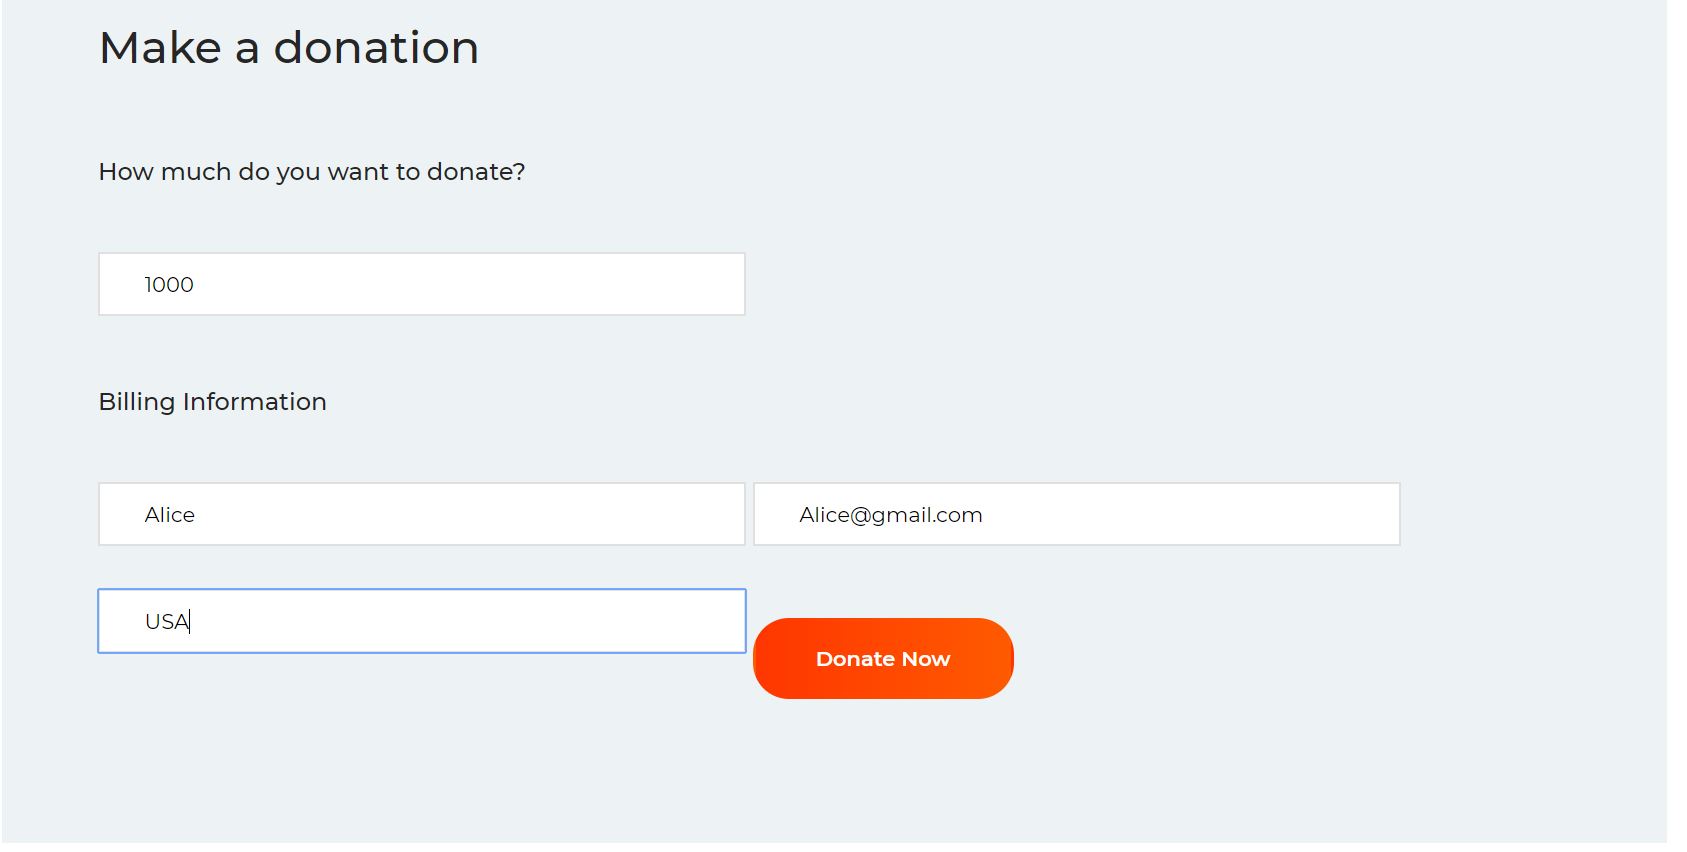 Make a donation
How much do you want to donate?
1000
Billing Information
Alice
Alice@gmail.com
USA
Donate Now